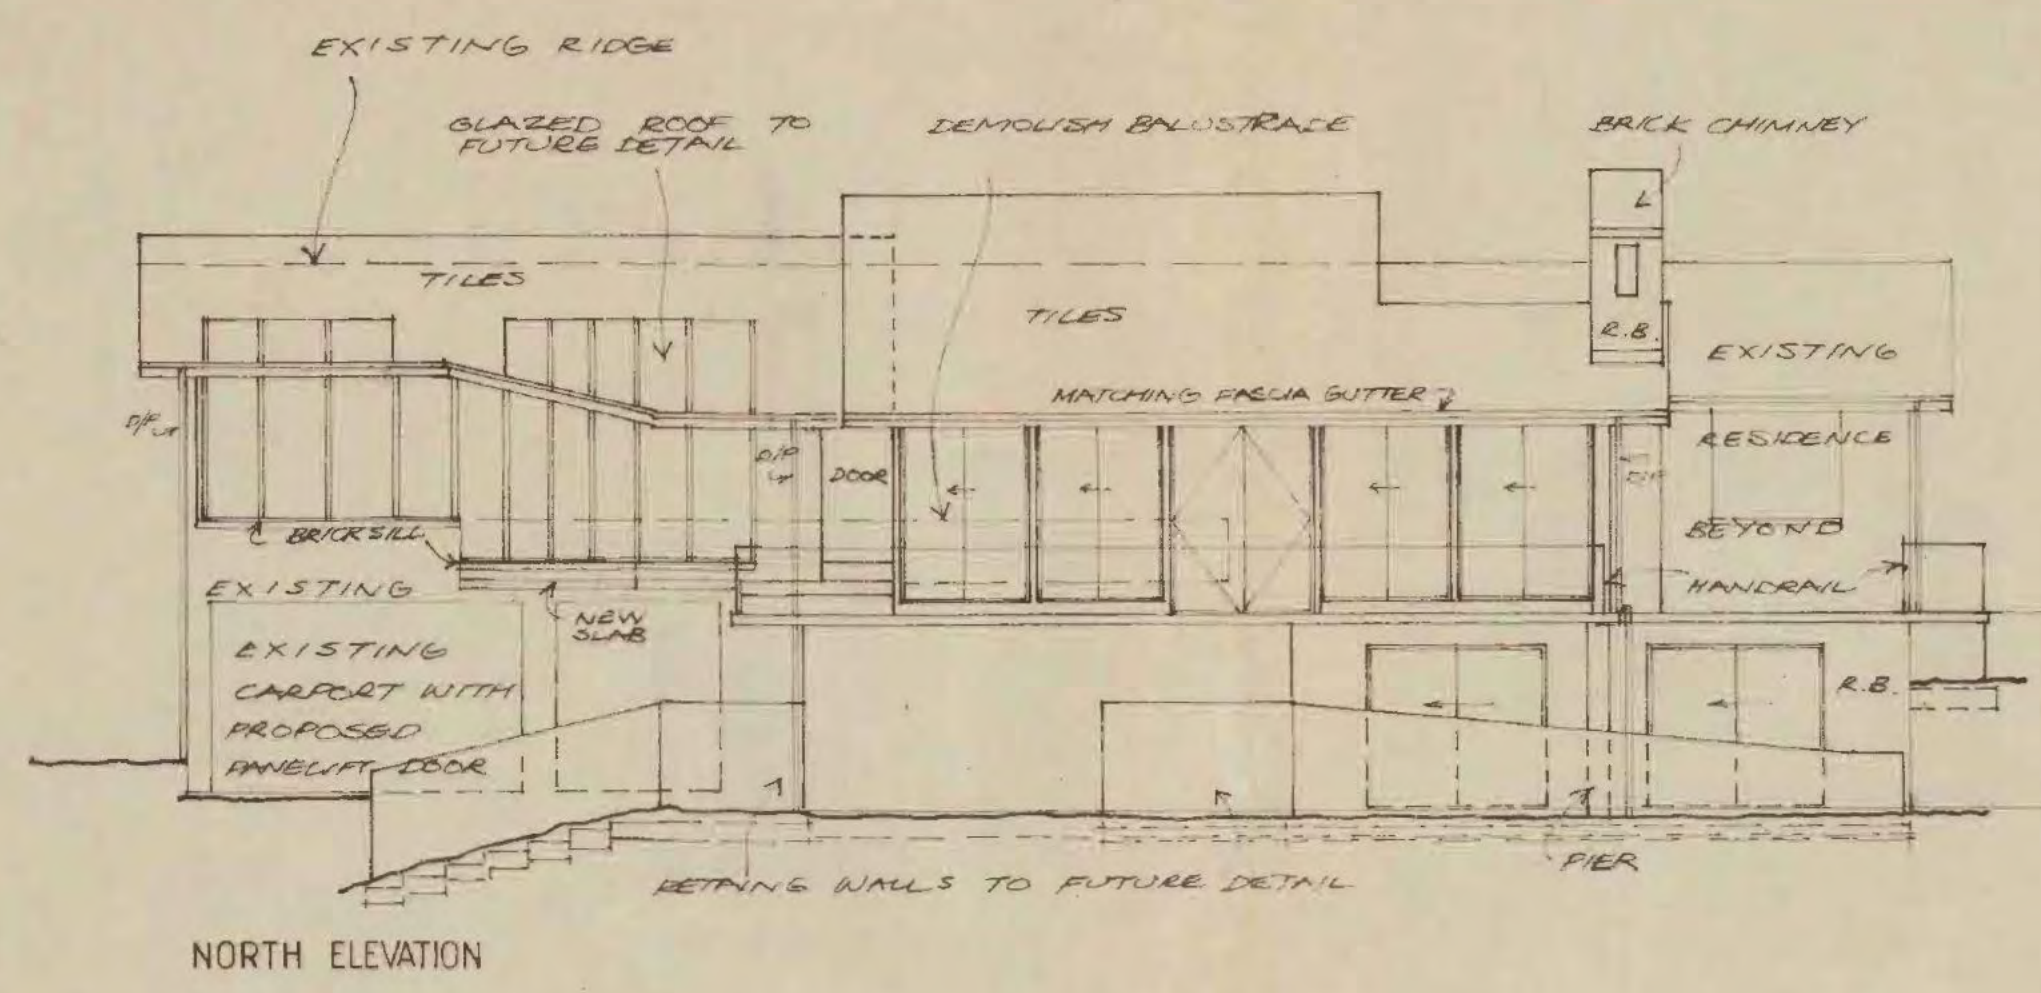 EXISTING RIDGE
GLAZED ROOF TO
FUTURE DETAIL
DEMOLISH BALUSTRADE
BRICK CHIMNEY
L
TILES
TILES
R.B.
EXISTING
MATCHING FASCIA GUTTER
D/P
D/P
DOOR
D/P
RESIDENCE
BRICK SILL
BEYOND
EXISTING
HANDRAIL
NEW
SLAB
EXISTING
CARPORT WITH
PROPOSED
PANELIFT DOOR
R.B.
PIER
RETAING WALLS TO FUTURE DETAIL
NORTH ELEVATION